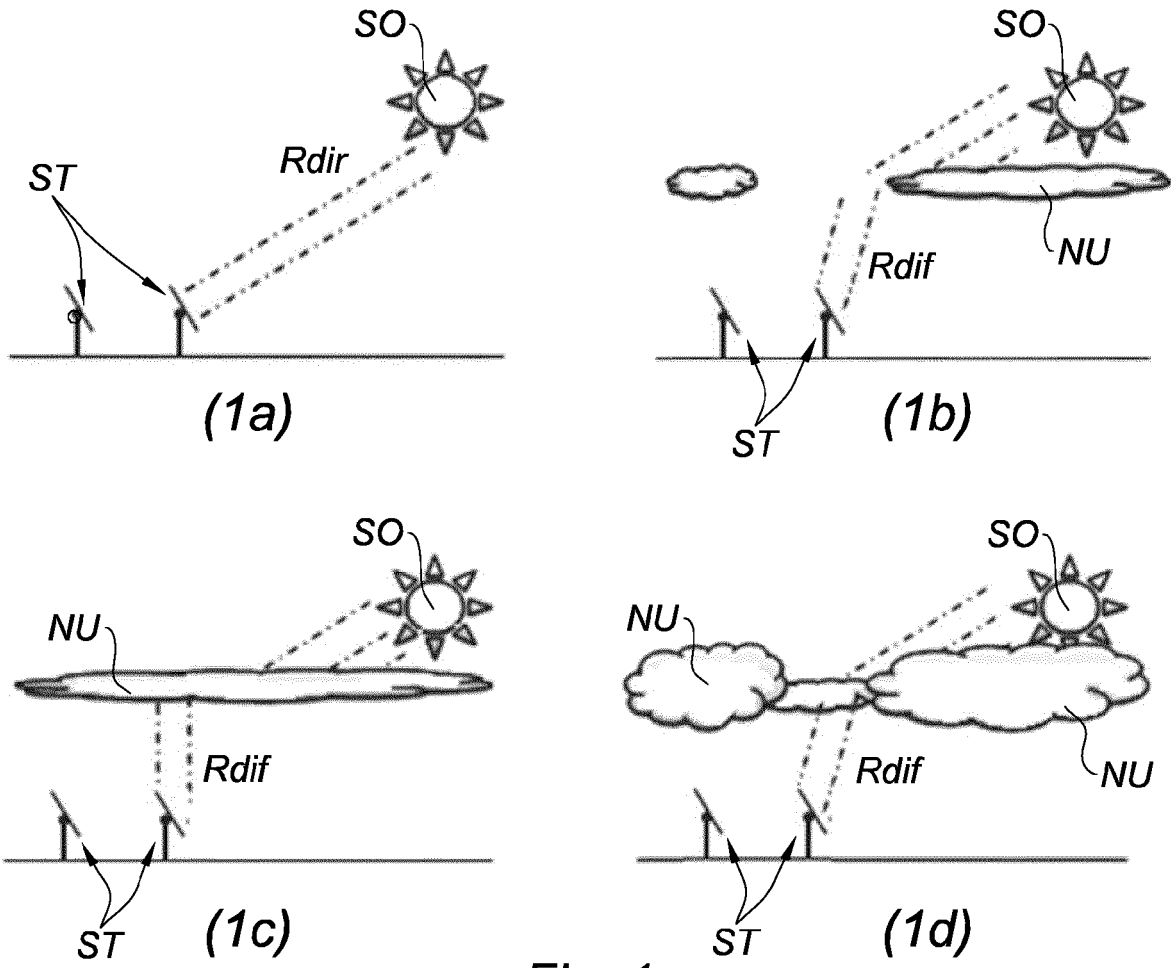 SO
Rdir
ST
(1a)
SO
NU
Rdif
ST
(1b)
SO
NU
Rdif
ST
(1c)
SO
NU
NU
Rdif
ST
(1d)